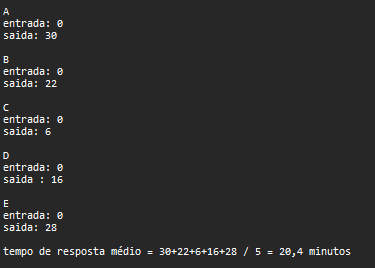 A
entrada: 0
saida: 30
B
entrada: 0
saida: 22
C
entrada: 0
saida: 6
D
entrada: 0
saida : 16
E
entrada: 0
saida: 28
tempo de resposta médio = 30+22+6+16+28 / 5 = 20,4 minutos